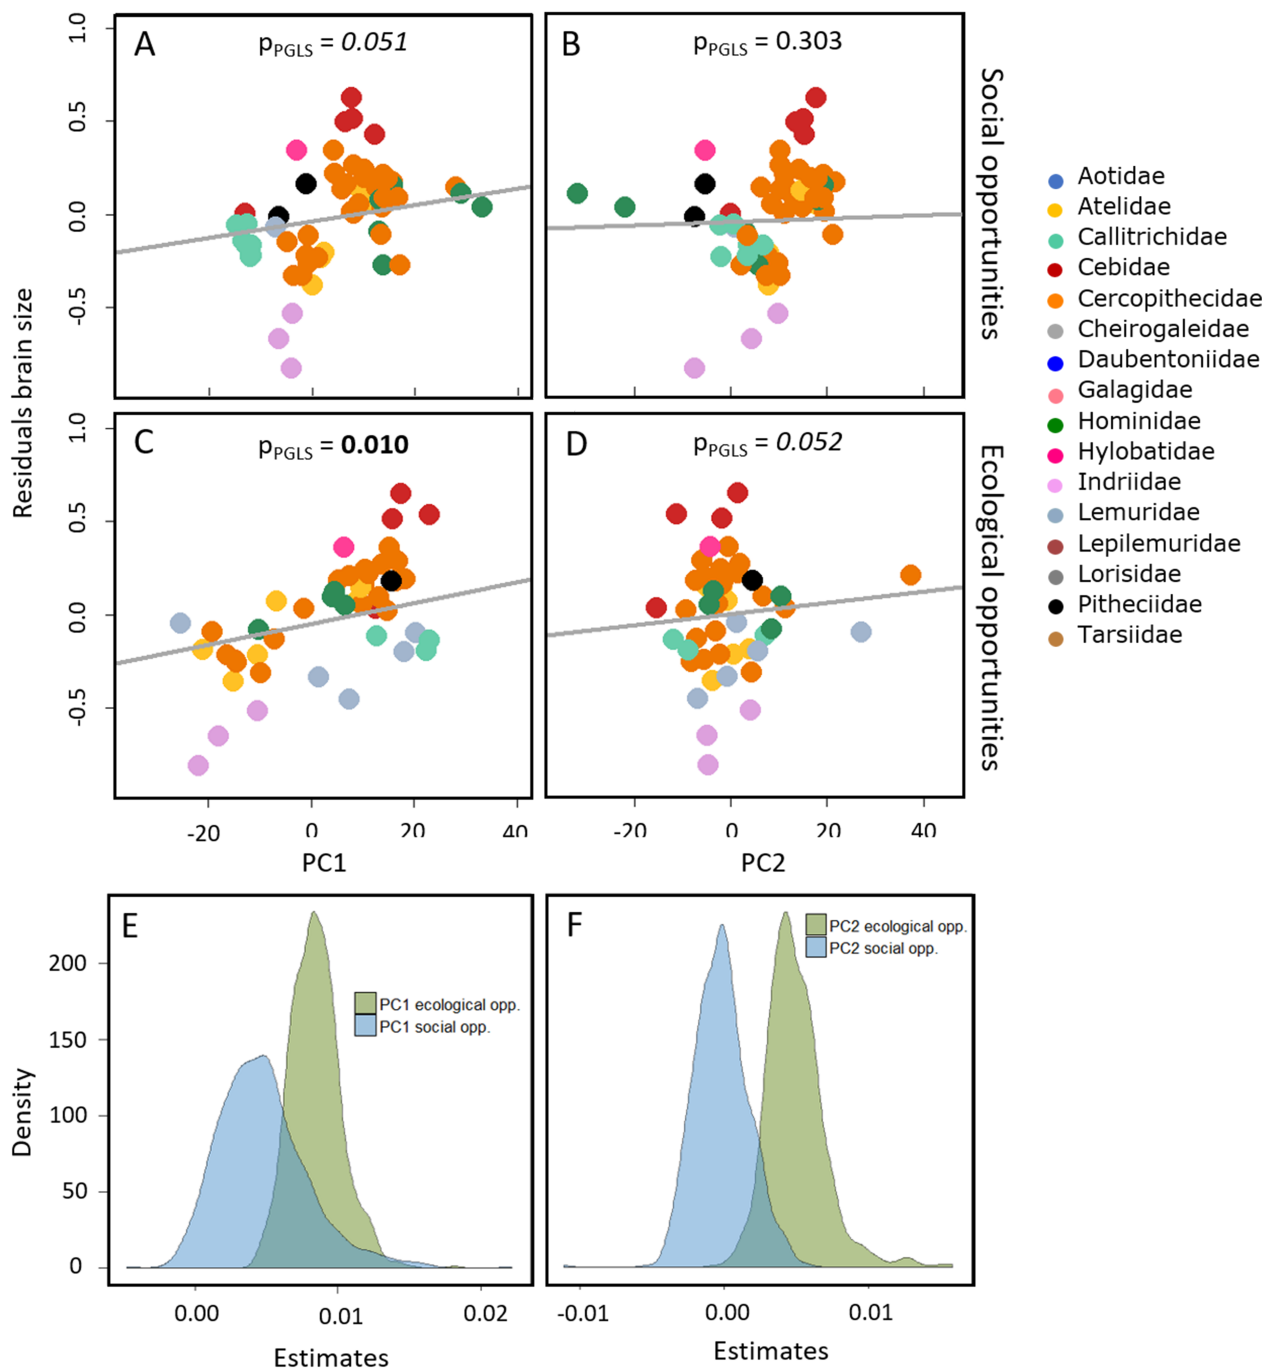 A
pPGLS = 0.051
B
pPGLS = 0.303
Social opportunities
1.0
0.5
0.0
-0.5
Residuals brain size
C
pPGLS = 0.010
D
pPGLS = 0.052
Ecological opportunities
1.0
0.5
0.0
-0.5
-20 0 20 40
PC1
-20 0 20 40
PC2
Aotidae
Atelidae
Callitrichidae
Cebidae
Cercopithecidae
Cheirogaleidae
Daubentoniidae
Galagidae
Hominidae
Hylobatidae
Indriidae
Lemuridae
Lepilemuridae
Lorisidae
Pitheciidae
Tarsiidae
E
PC1 ecological opp.
PC1 social opp.
200
150
100
50
0
Density
0.00 0.01 0.02
Estimates
F
PC2 ecological opp.
PC2 social opp.
-0.01 0.00 0.01
Estimates